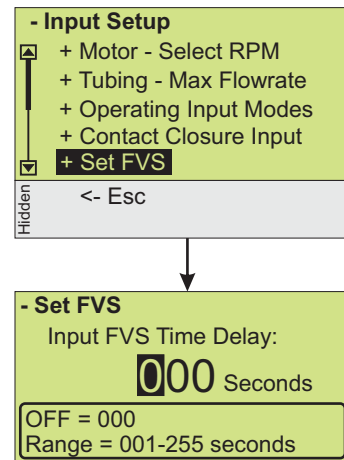 - Input Setup
+ Motor - Select RPM
+ Tubing - Max Flowrate
+ Operating Input Modes
+ Contact Closure Input
+ Set FVS
Hidden
<- Esc
- Set FVS
Input FVS Time Delay:
000 Seconds
OFF = 000
Range = 001-255 seconds